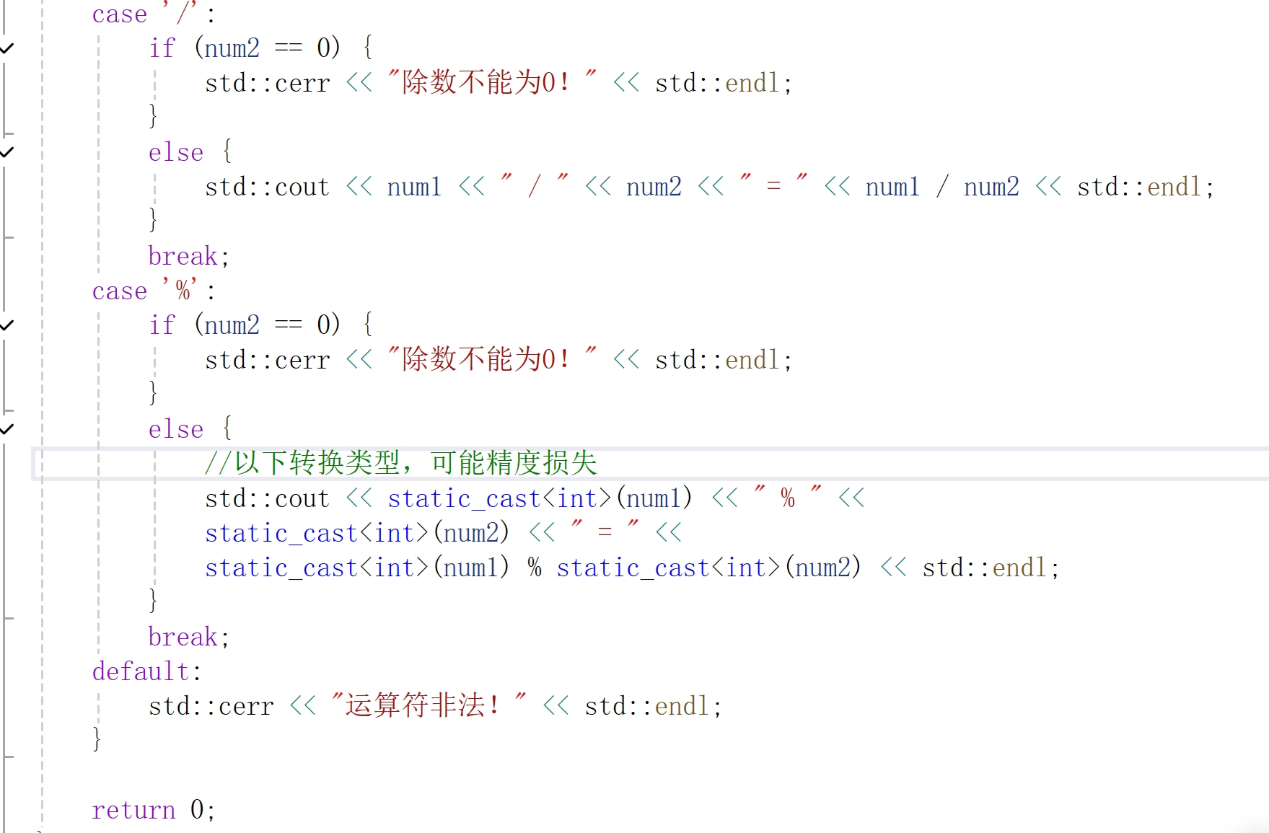 case '/':
if (num2 == 0) {
std::cerr << "除数不能为0！" << std::endl;
}
else {
std::cout << num1 << " / " << num2 << " = " << num1 / num2 << std::endl;
}
break;
case '%':
if (num2 == 0) {
std::cerr << "除数不能为0！" << std::endl;
}
else {
//以下转换类型，可能精度损失
std::cout << static_cast<int>(num1) << " % " <<
static_cast<int>(num2) << " = " <<
static_cast<int>(num1) % static_cast<int>(num2) << std::endl;
}
break;
default:
std::cerr << "运算符非法！" << std::endl;
}
return 0;